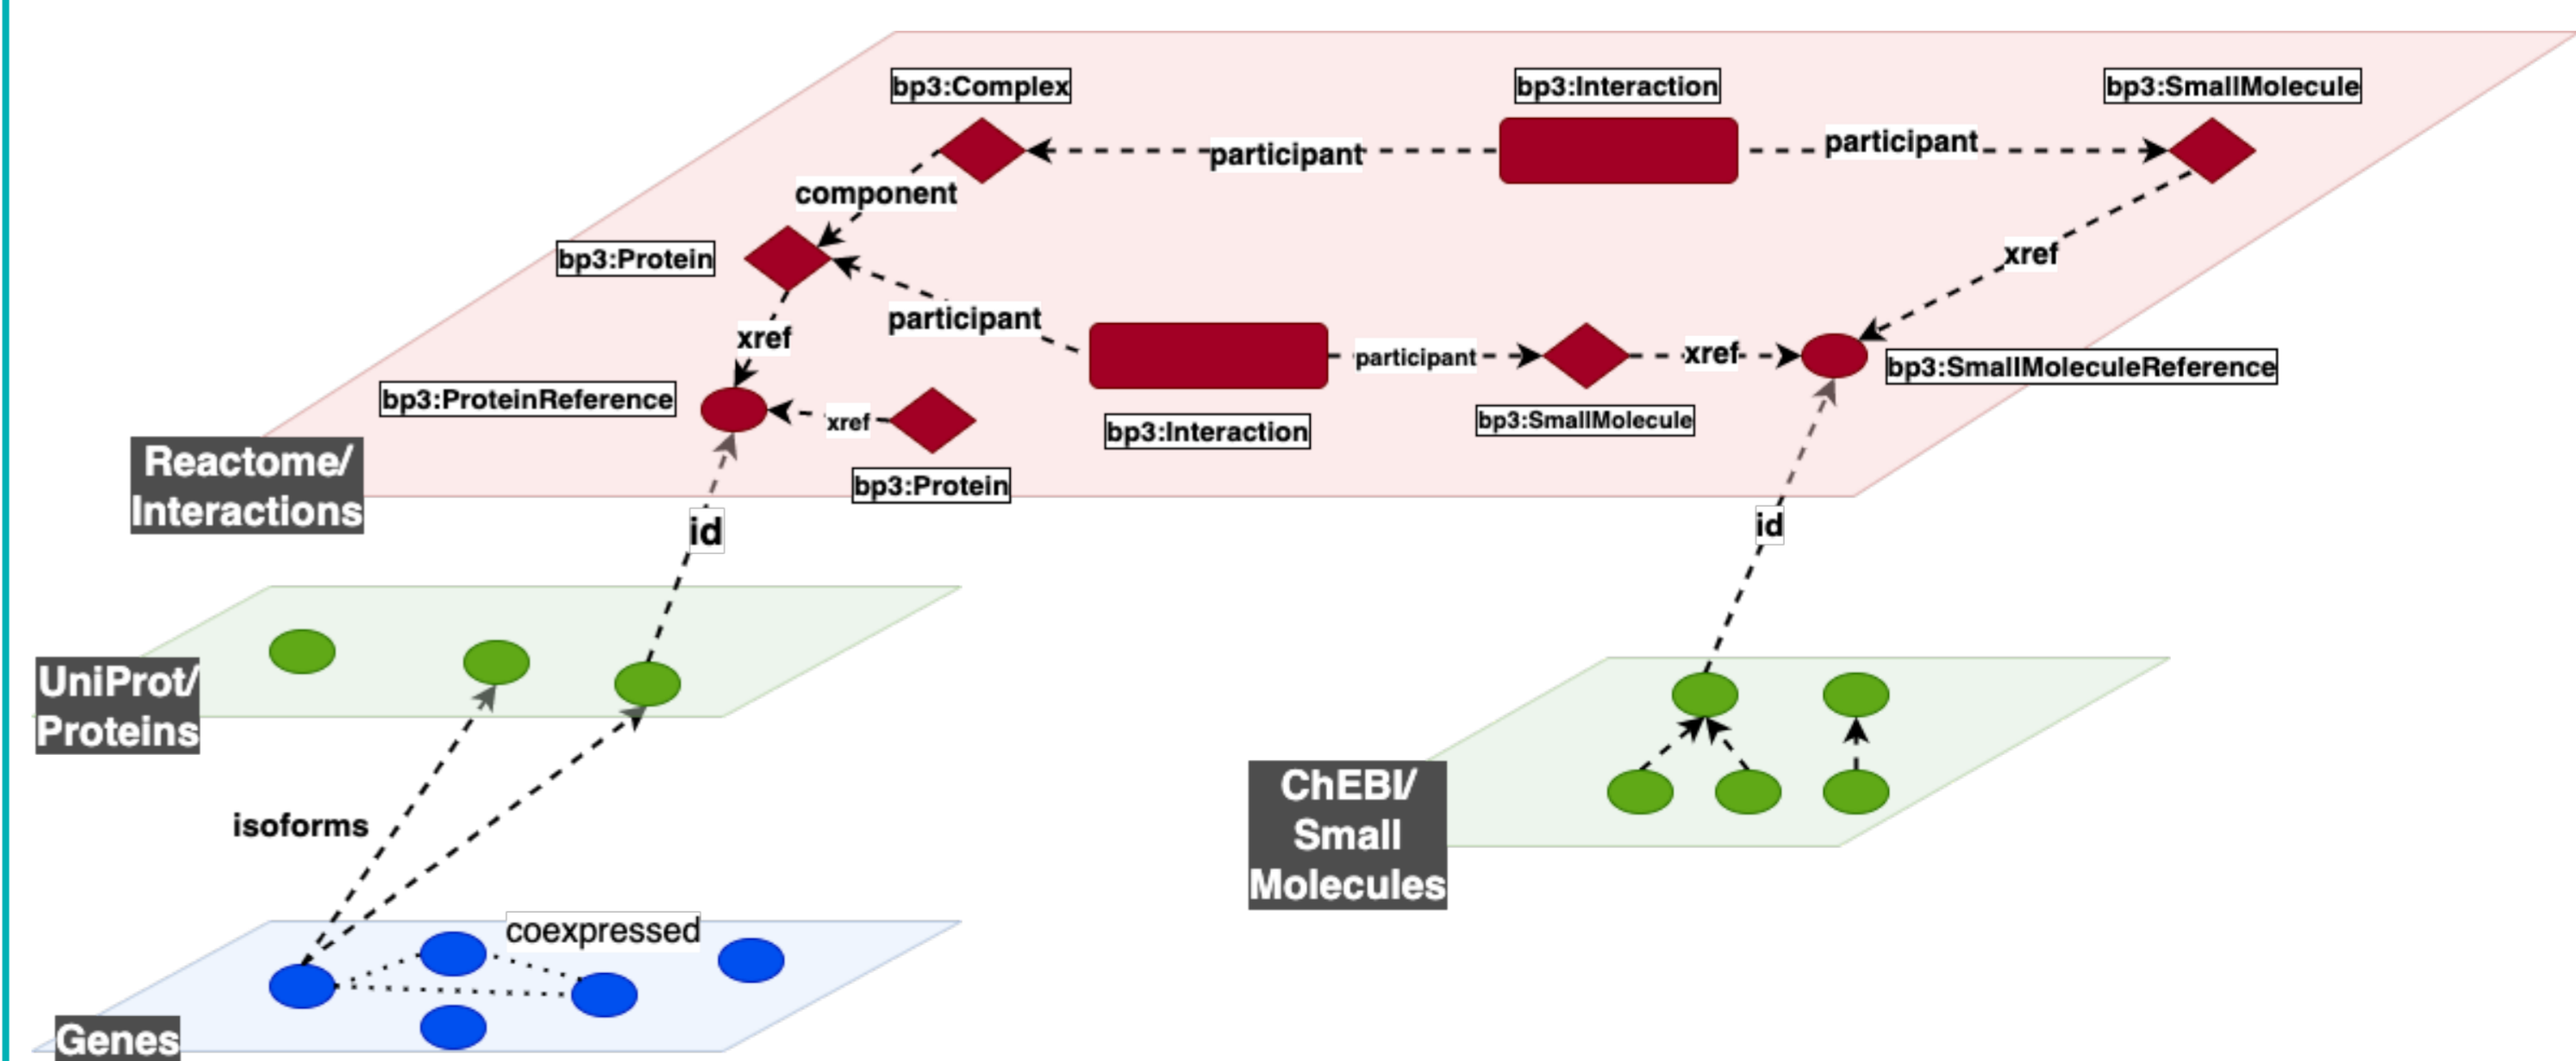 bp3:Complex
bp3:Interaction
bp3:SmallMolecule
participant
participant
component
bp3:Protein
xref
participant
xref
participant
xref
bp3:SmallMoleculeReference
bp3:ProteinReference
xref
bp3:Interaction
bp3:SmallMolecule
bp3:Protein
Reactome/
Interactions
id
id
UniProt/
Proteins
isoforms
ChEBI/
Small
Molecules
coexpressed
Genes